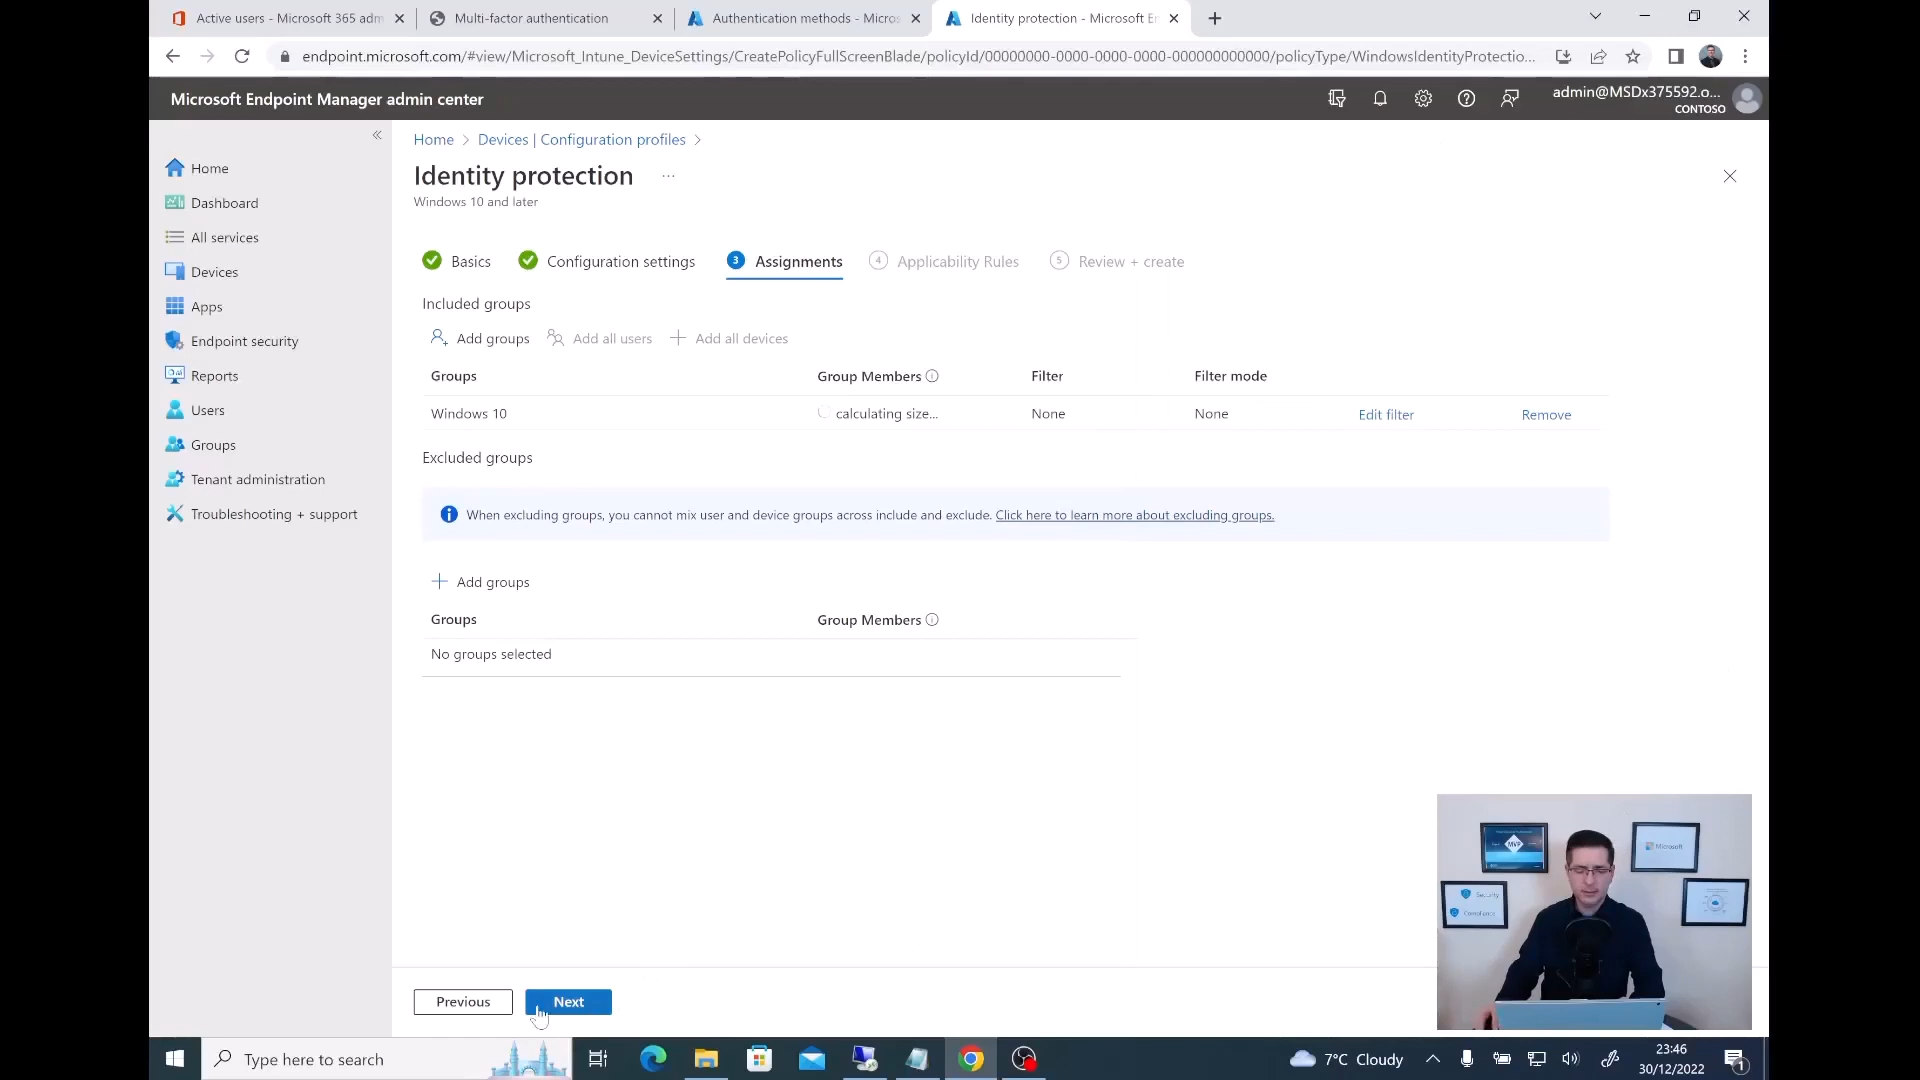 Active users - Microsoft 365 adm
Multi-factor authentication
Authentication methods - Micros
Identity protection - Microsoft E
endpoint.microsoft.com/#view/Microsoft_Intune_DeviceSettings/CreatePolicyFullScreenBlade/policyId/00000000-0000-0000-0000-000000000000/policyType/WindowsIdentityProtectio...
Microsoft Endpoint Manager admin center
admin@MSDx375592.o...
CONTOSO
Home > Devices | Configuration profiles >
Identity protection ...
Windows 10 and later
Home
Dashboard
All services
Devices
Apps
Endpoint security
Reports
Users
Groups
Tenant administration
Troubleshooting + support
Basics
Configuration settings
3 Assignments
4 Applicability Rules
5 Review + create
Included groups
Add groups Add all users Add all devices
Groups Group Members Filter Filter mode
Windows 10 calculating size... None None Edit filter Remove
Excluded groups
When excluding groups, you cannot mix user and device groups across include and exclude. Click here to learn more about excluding groups.
Add groups
Groups Group Members
No groups selected
MVP
Microsoft
Security
Compliance
Previous Next
Type here to search
7°C Cloudy
23:46
30/12/2022
1